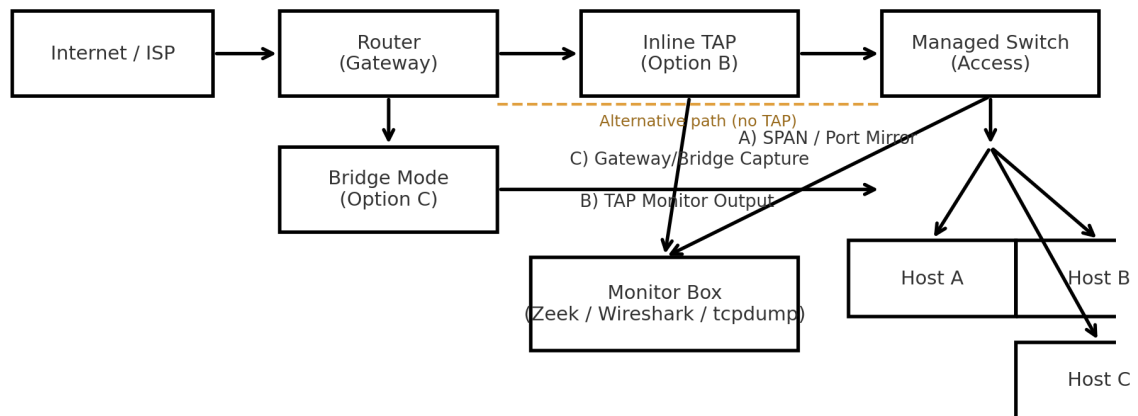 Internet / ISP
Router
(Gateway)
Inline TAP
(Option B)
Managed Switch
(Access)
Alternative path (no TAP)
A) SPAN / Port Mirror
C) Gateway/Bridge Capture
Bridge Mode
(Option C)
B) TAP Monitor Output
Monitor Box
(Zeek / Wireshark / tcpdump)
Host A
Host B
Host C